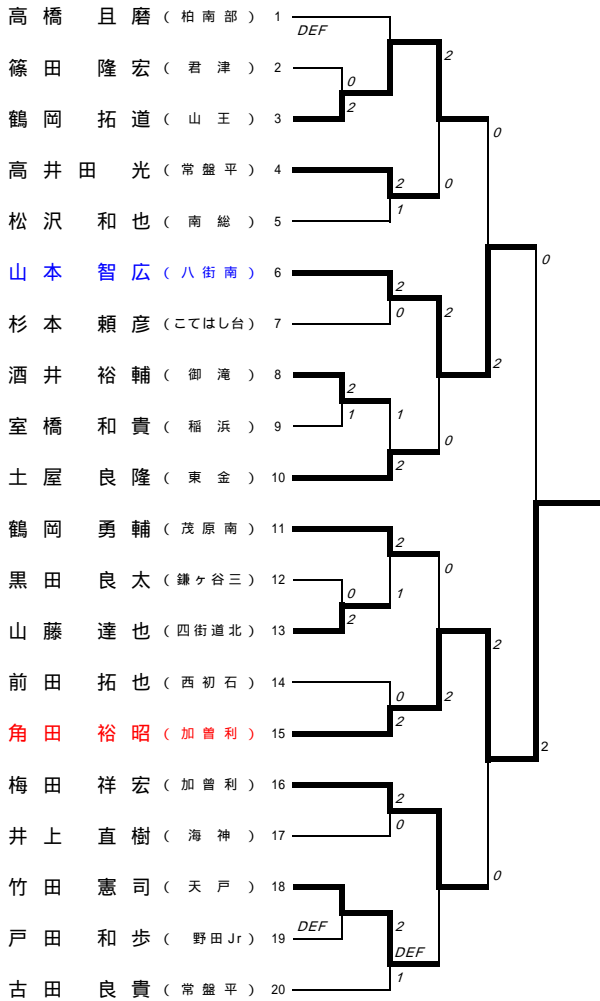 高橋 且磨 (柏南部) 1
DEF
2
篠田 隆宏 (君津) 2
0
2
鶴岡 拓道 (山王) 3
0
高井田 光 (常盤平) 4
2
0
1
松沢 和也 (南総) 5
0
山本 智広 (八街南) 6
2
0
2
杉本 頼彦 (こてはし台) 7
2
酒井 裕輔 (御滝) 8
2
1
1
0
室橋 和貴 (稲浜) 9
2
土屋 良隆 (東金) 10
鶴岡 勇輔 (茂原南) 11
2
0
黒田 良太 (鎌ヶ谷三) 12
0
1
2
山藤 達也 (四街道北) 13
2
前田 拓也 (西初石) 14
0
2
2
角田 裕昭 (加曽利) 15
2
梅田 祥宏 (加曽利) 16
2
0
井上 直樹 (海神) 17
0
竹田 憲司 (天戸) 18
DEF
2
戸田 和歩 (野田Jr) 19
DEF
1
古田 良貴 (常盤平) 20